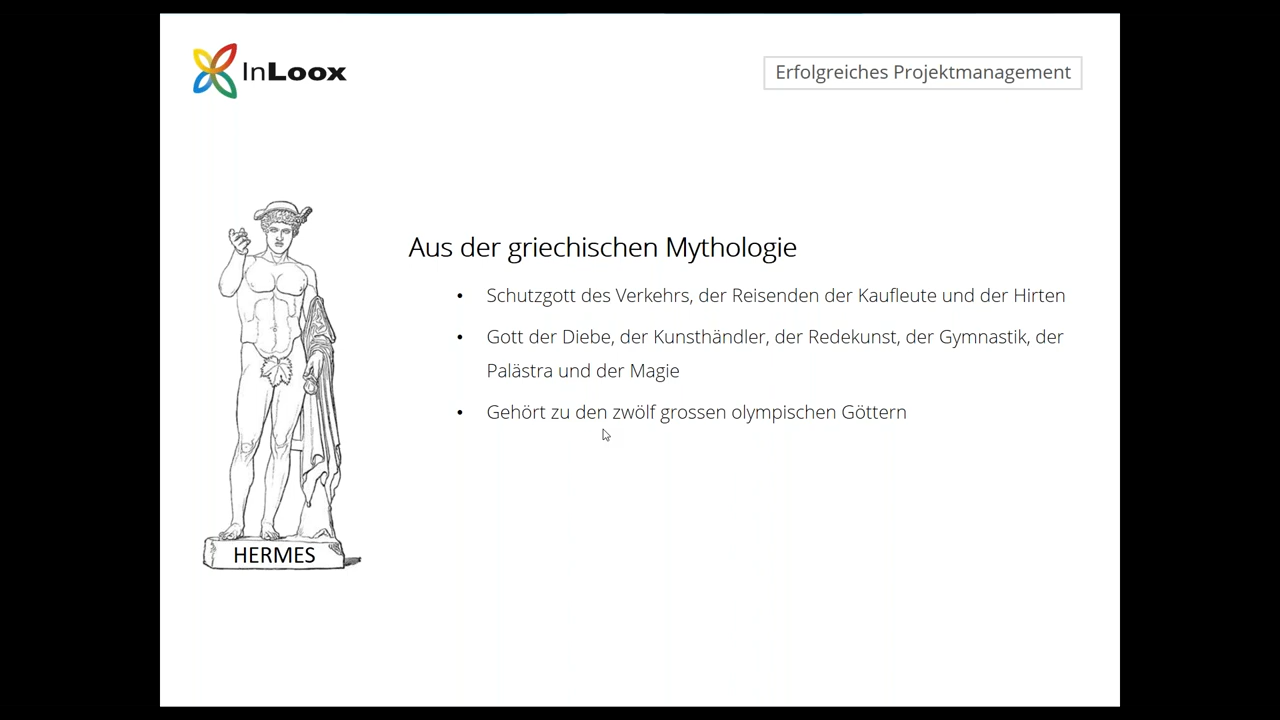 InLoox
Erfolgreiches Projektmanagement
Aus der griechischen Mythologie
• Schutzgott des Verkehrs, der Reisenden der Kaufleute und der Hirten
• Gott der Diebe, der Kunsthändler, der Redekunst, der Gymnastik, der
Palästra und der Magie
• Gehört zu den zwölf grossen olympischen Göttern
HERMES